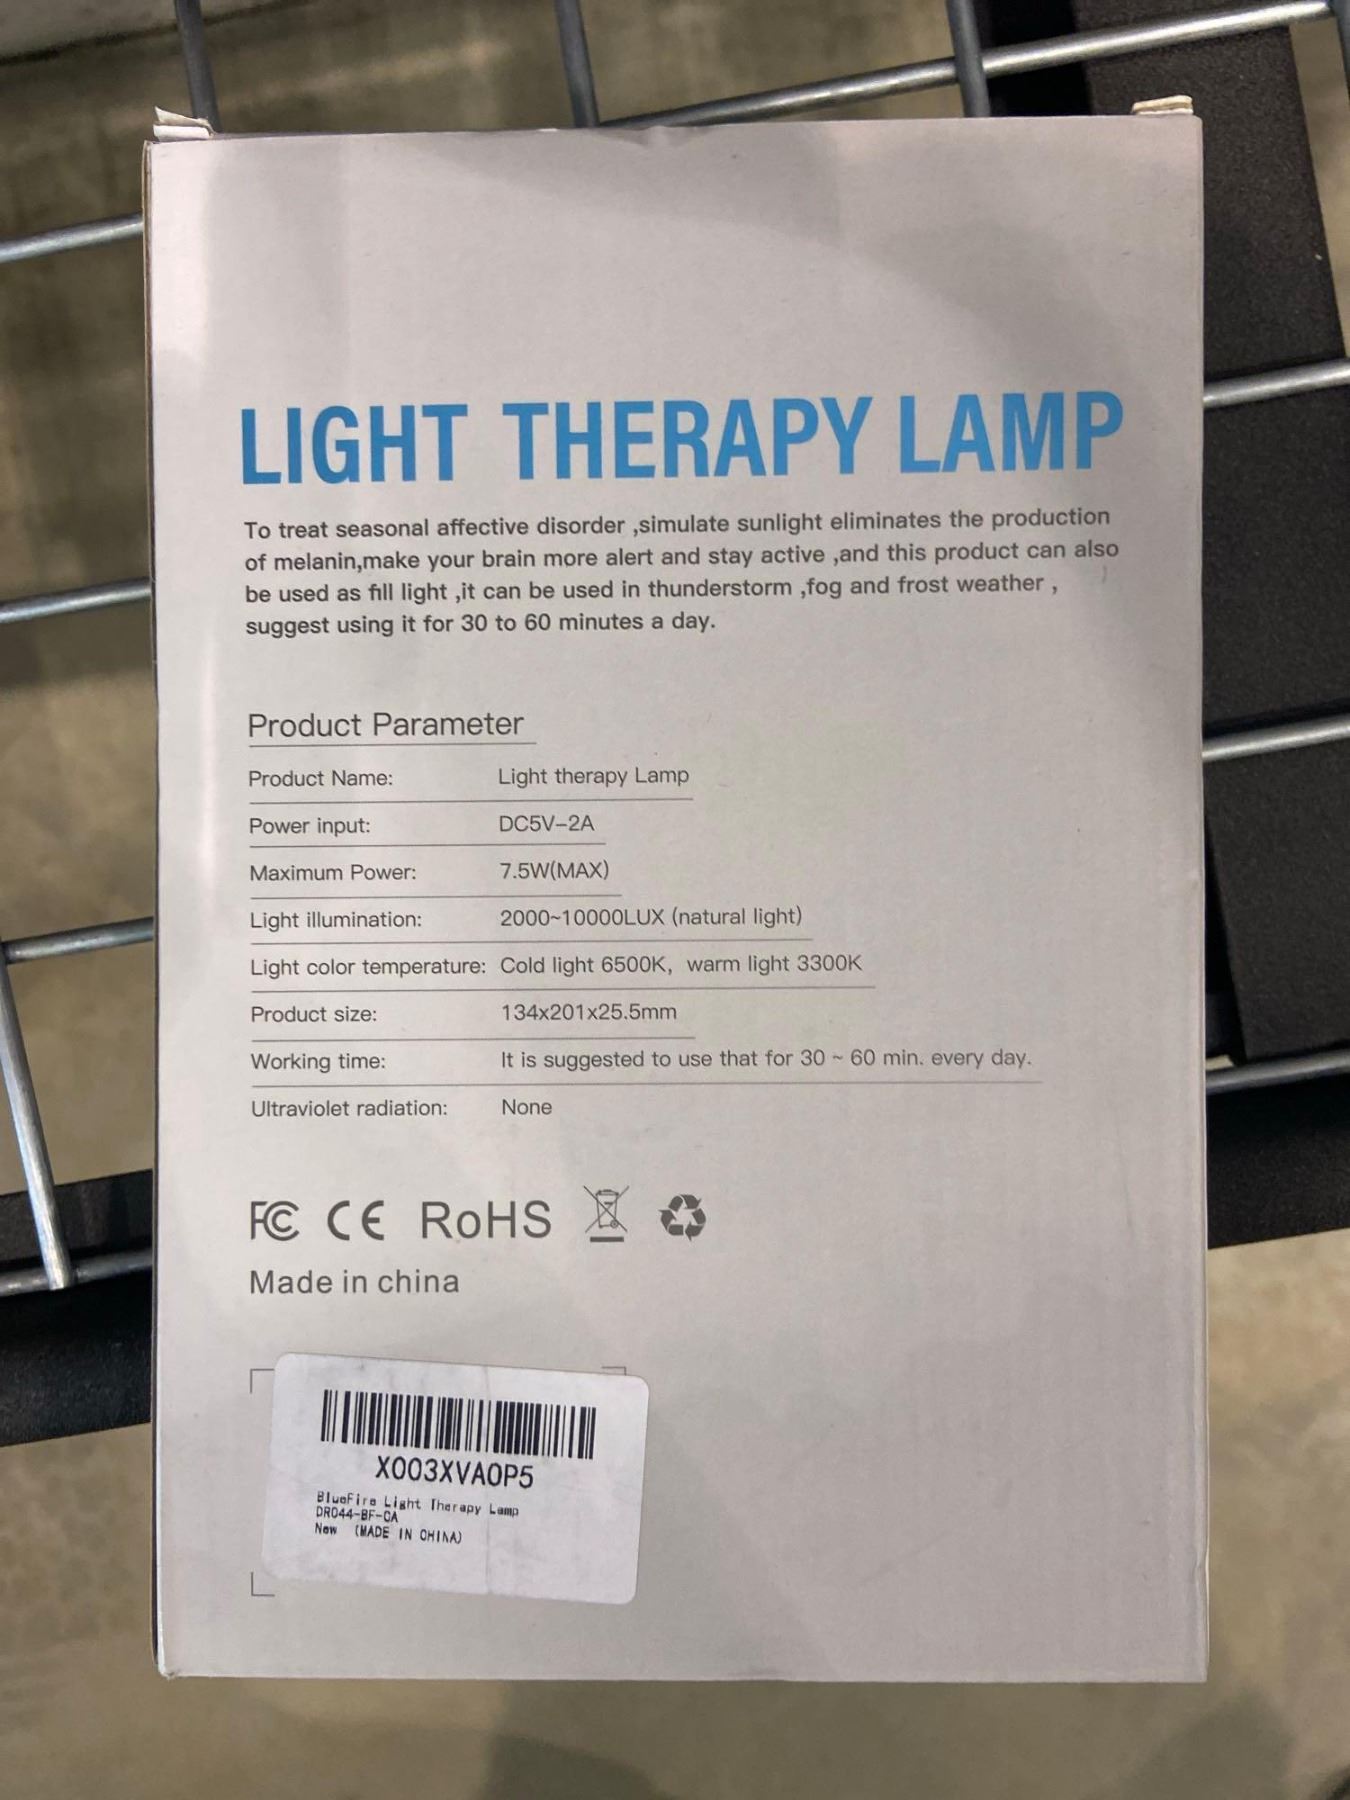 LIGHT THERAPY LAMP
To treat seasonal affective disorder ,simulate sunlight eliminates the production
of melanin,make your brain more alert and stay active ,and this product can also
be used as fill light ,it can be used in thunderstorm ,fog and frost weather ,
suggest using it for 30 to 60 minutes a day.
Product Parameter
Product Name: Light therapy Lamp
Power input: DC5V-2A
Maximum Power: 7.5W(MAX)
Light illumination: 2000~10000LUX (natural light)
Light color temperature: Cold light 6500K, warm light 3300K
Product size: 134x201x25.5mm
Working time: It is suggested to use that for 30 ~ 60 min. every day.
Ultraviolet radiation: None
FC CE RoHS
Made in china
X003XVAOP5
BlueFire Light Therapy Lamp
DR044-BF-CA
New (MADE IN CHINA)